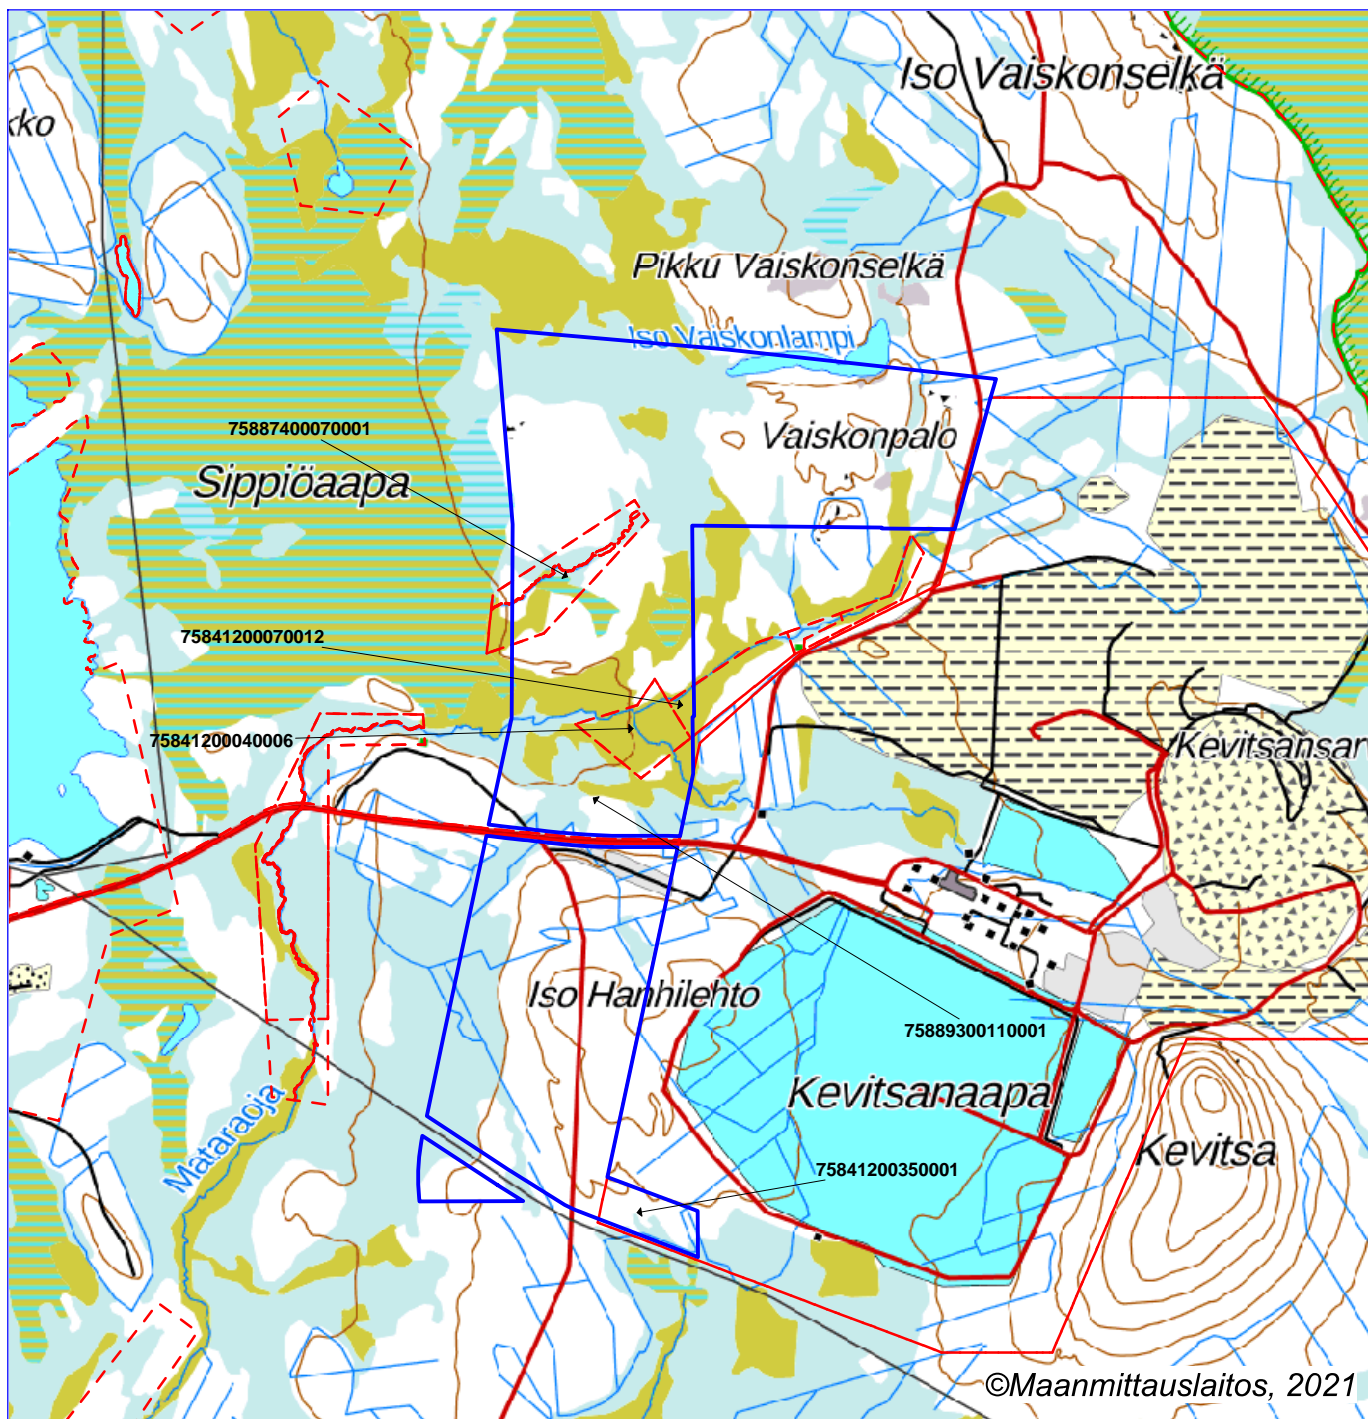 Iso Vaiskonselkä
kko
Pikku Vaiskonselkä
Iso Vaiskonlampi
75887400070001
Vaiskonpalo
Sippiöaapa
75841200070012
75841200040006
Kevitsansar
Iso Hanhilehto
75889300110001
Kevitsanaapa
Mataraoja
Kevitsa
75841200350001
©Maanmittauslaitos, 2021